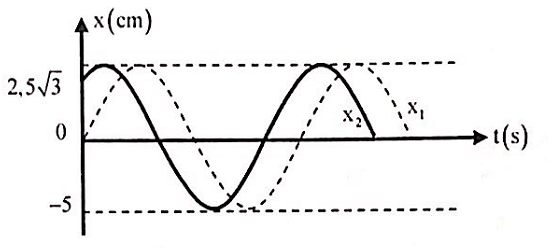 x(cm)
2,5√3
0
x₂
x₁
t(s)
−5